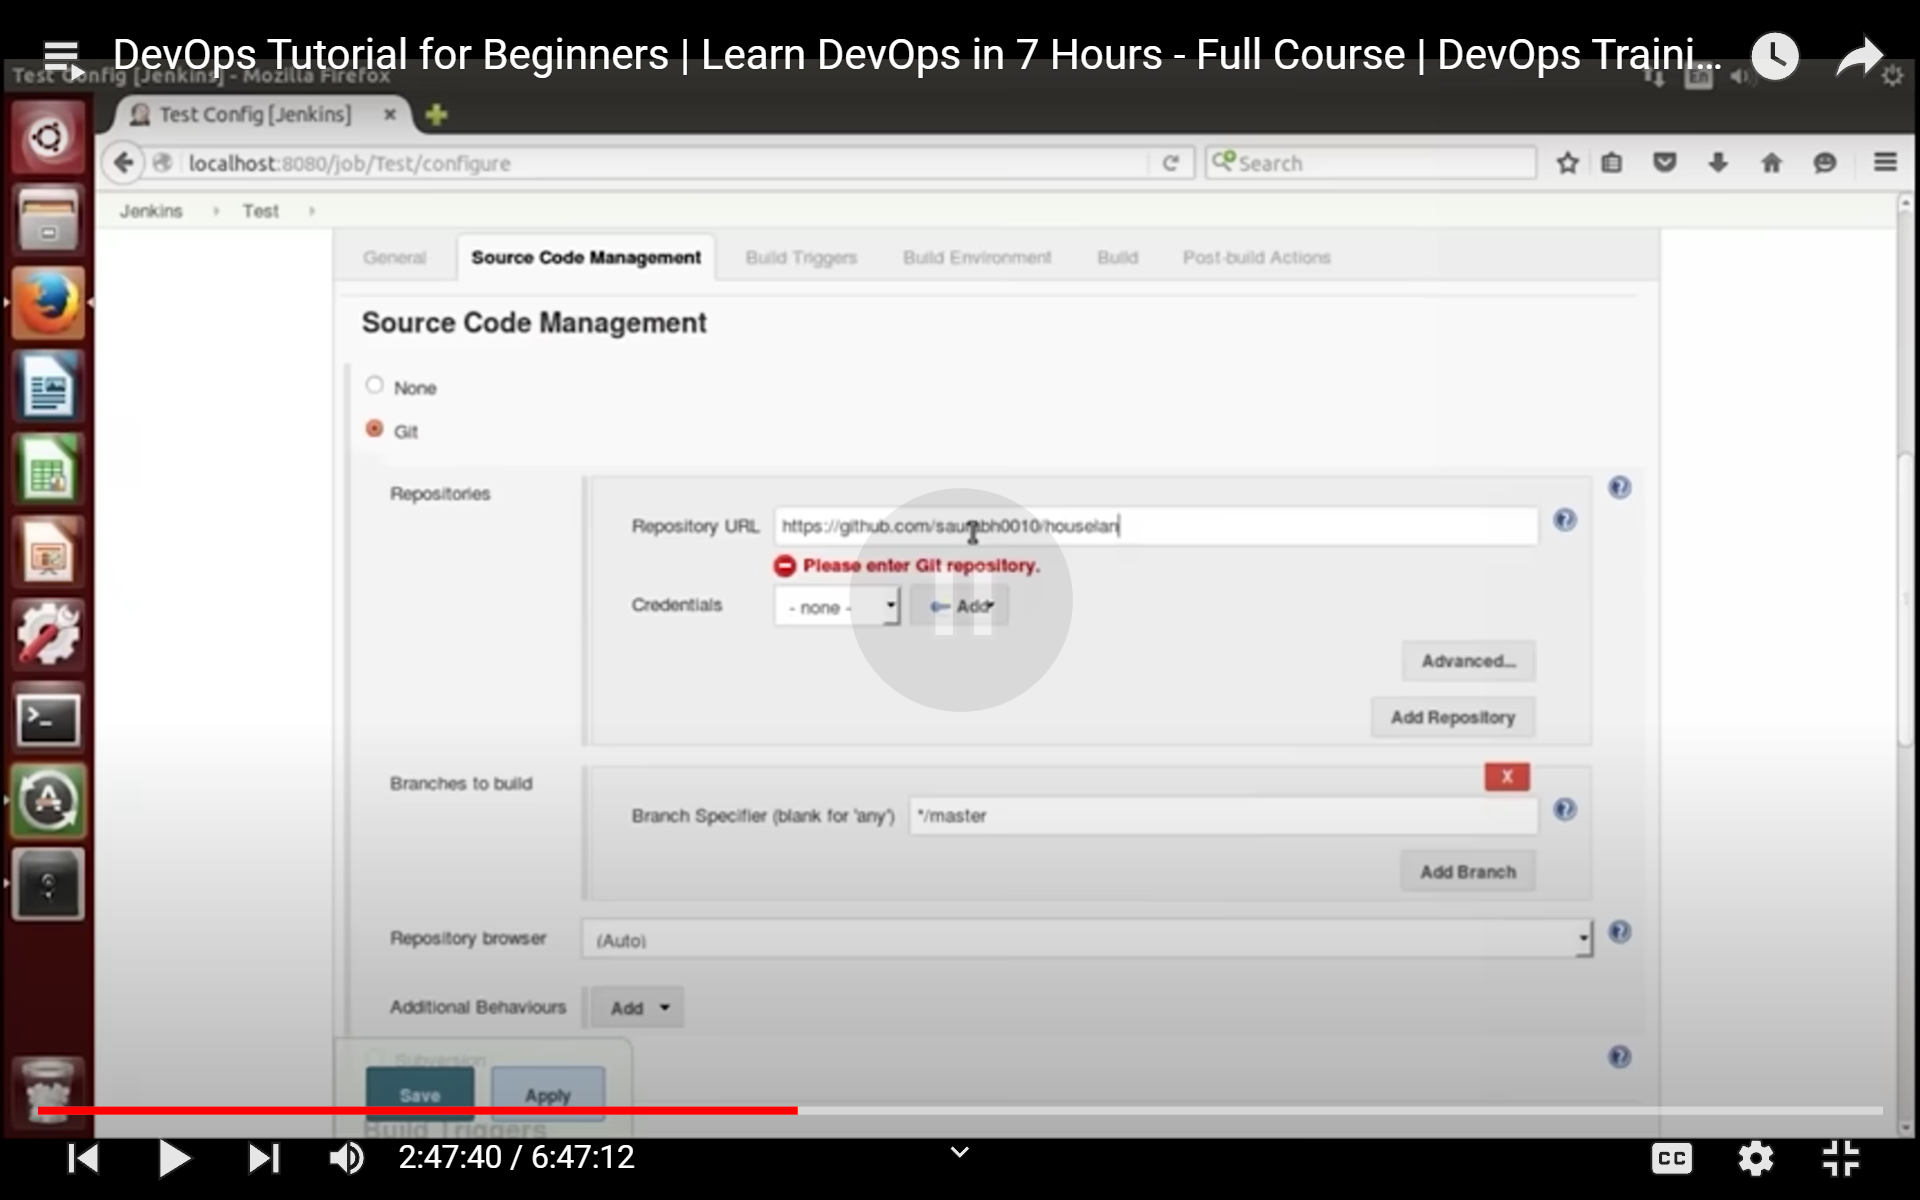 DevOps Tutorial for Beginners | Learn DevOps in 7 Hours - Full Course | DevOps Traini...
Test Config [Jenkins] - Mozilla Firefox
En
Test Config [Jenkins]
localhost:8080/job/Test/configure
Search
Jenkins
Test
General
Source Code Management
Build Triggers
Build Environment
Build
Post-build Actions
Source Code Management
None
Git
Repositories
Repository URL
https://github.com/saurabh0010/houselan
Please enter Git repository.
Credentials
- none -
Add
Advanced...
Add Repository
Branches to build
X
Branch Specifier (blank for 'any')
*/master
Add Branch
Repository browser
(Auto)
Additional Behaviours
Add
Subversion
Save
Apply
Build Triggers
2:47:40 / 6:47:12
CC